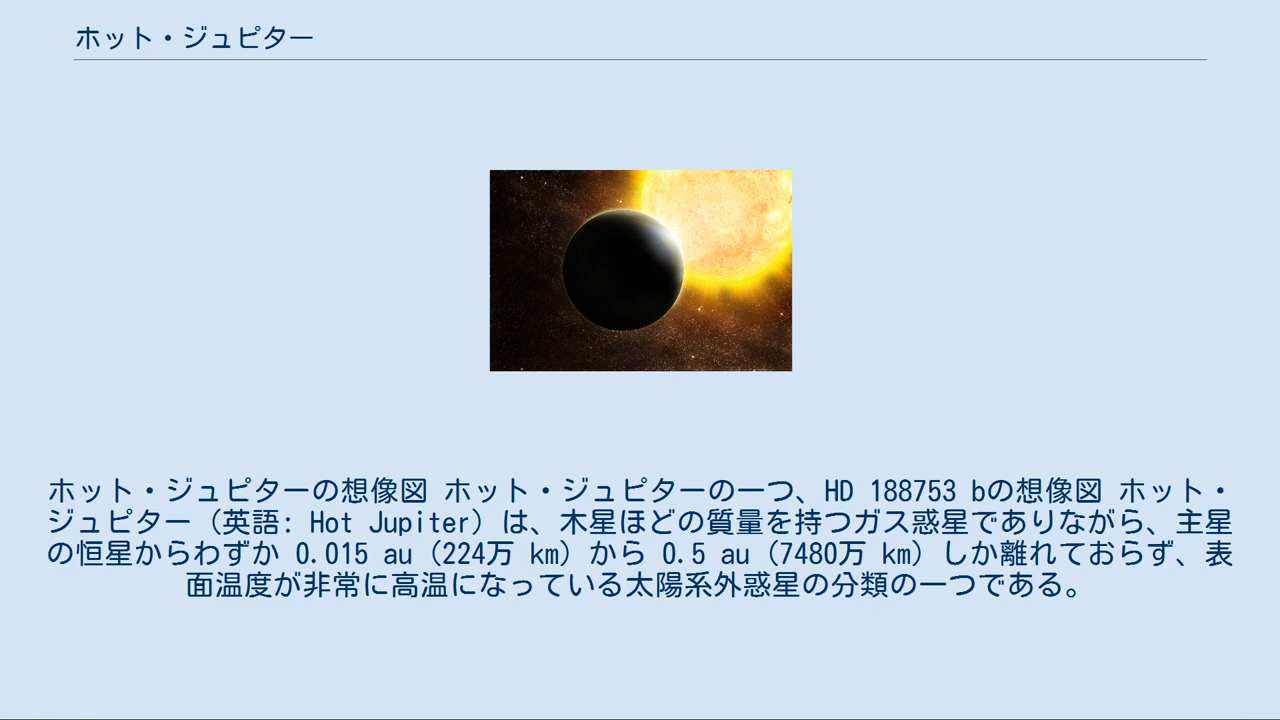 ホット・ジュピター
ホット・ジュピターの想像図 ホット・ジュピターの一つ、HD 188753 bの想像図 ホット・
ジュピター（英語: Hot Jupiter）は、木星ほどの質量を持つガス惑星でありながら、主星
の恒星からわずか 0.015 au（224万 km）から 0.5 au（7480万 km）しか離れておらず、表
面温度が非常に高温になっている太陽系外惑星の分類の一つである。